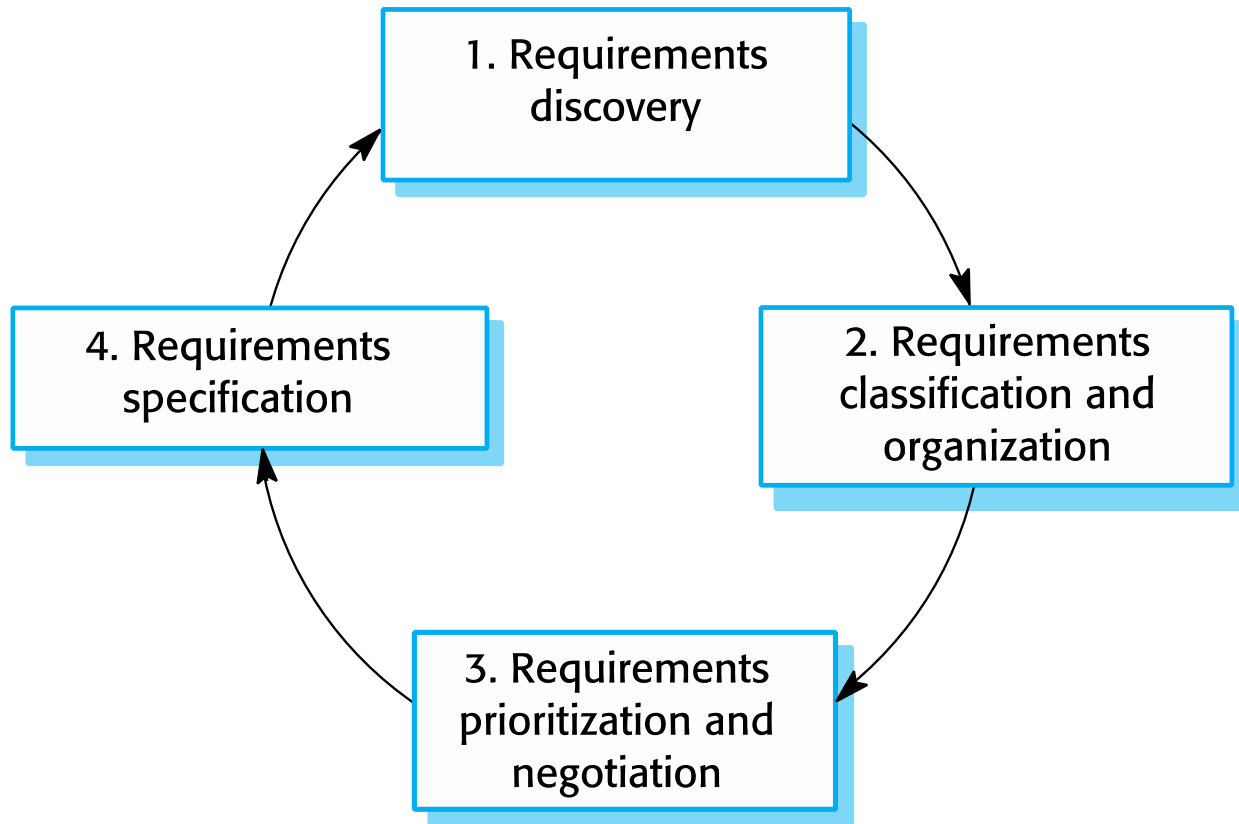 1. Requirements
discovery
2. Requirements
classification and
organization
3. Requirements
prioritization and
negotiation
4. Requirements
specification